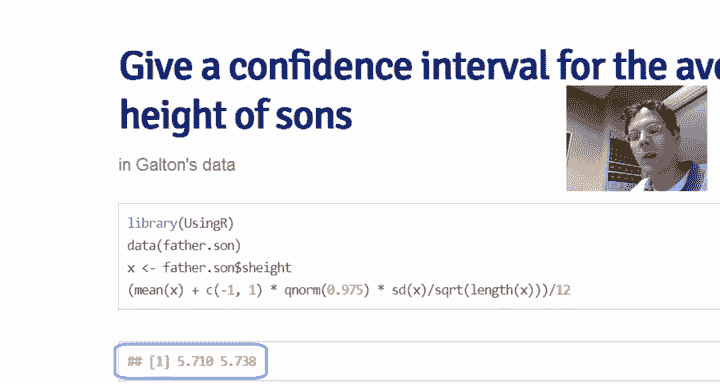 Give a confidence interval for the
height of sons
in Galton's data
library(UsingR)
data(father.son)
x <- father.son$sheight
(mean(x) + c(-1, 1) * qnorm(0.975) * sd(x)/sqrt(length(x)))/12
## [1] 5.710 5.738